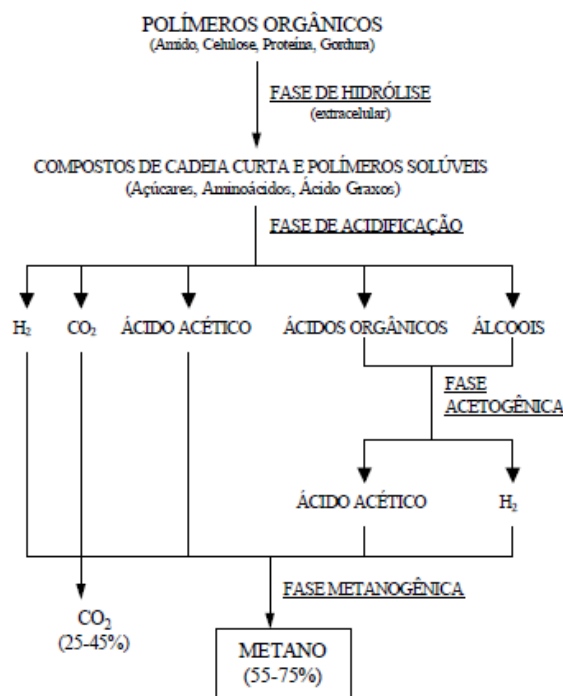 POLÍMEROS ORGÂNICOS
(Amido, Celulose, Proteína, Gordura)
FASE DE HIDRÓLISE
(extracelular)
COMPOSTOS DE CADEIA CURTA E POLÍMEROS SOLÚVEIS
(Açúcares, Aminoácidos, Ácido Graxos)
FASE DE ACIDIFICAÇÃO
H₂ CO₂ ÁCIDO ACÉTICO ÁCIDOS ORGÂNICOS ÁLCOOIS
FASE
ACETOGÊNICA
ÁCIDO ACÉTICO H₂
FASE METANOGÊNICA
CO₂
(25-45%)
METANO
(55-75%)